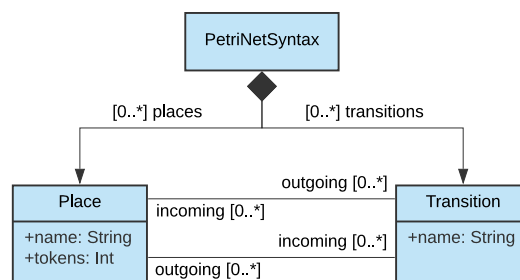 PetriNetSyntax
[0..*] places
[0..*] transitions
Place
+name: String
+tokens: Int
outgoing [0..*]
incoming [0..*]
incoming [0..*]
outgoing [0..*]
Transition
+name: String